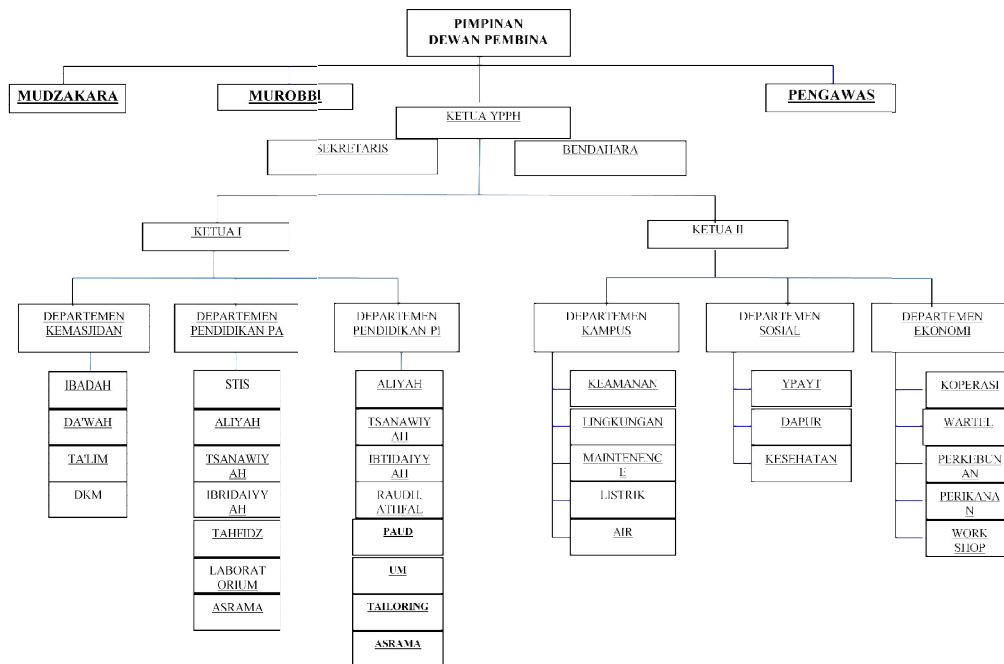 PIMPINAN
DEWAN PEMBINA
MUDZAKARA
MUROBBI
PENGAWAS
KETUA YPPH
SEKRETARIS
BENDAHARA
KETUA I
KETUA II
DEPARTEMEN
KEMASJIDAN
DEPARTEMEN
PENDIDIKAN PA
DEPARTEMEN
PENDIDIKAN PI
DEPARTEMEN
KAMPUS
DEPARTEMEN
SOSIAL
DEPARTEMEN
EKONOMI
IBADAH
DA'WAH
TA'LIM
DKM
STIS
ALIYAH
TSANAWIY
AH
IBRIDAIYY
AH
TAHFIDZ
LABORAT
ORIUM
ASRAMA
ALIYAH
TSANAWIY
AH
IBTIDAIYY
AH
RAUDH.
ATHFAL
PAUD
UM
TAILORING
ASRAMA
KEAMANAN
LINGKUNGAN
MAINTENENC
E
LISTRIK
AIR
YPAYT
DAPUR
KESEHATAN
KOPERASI
WARTEL
PERKEBUN
AN
PERIKANA
N
WORK
SHOP